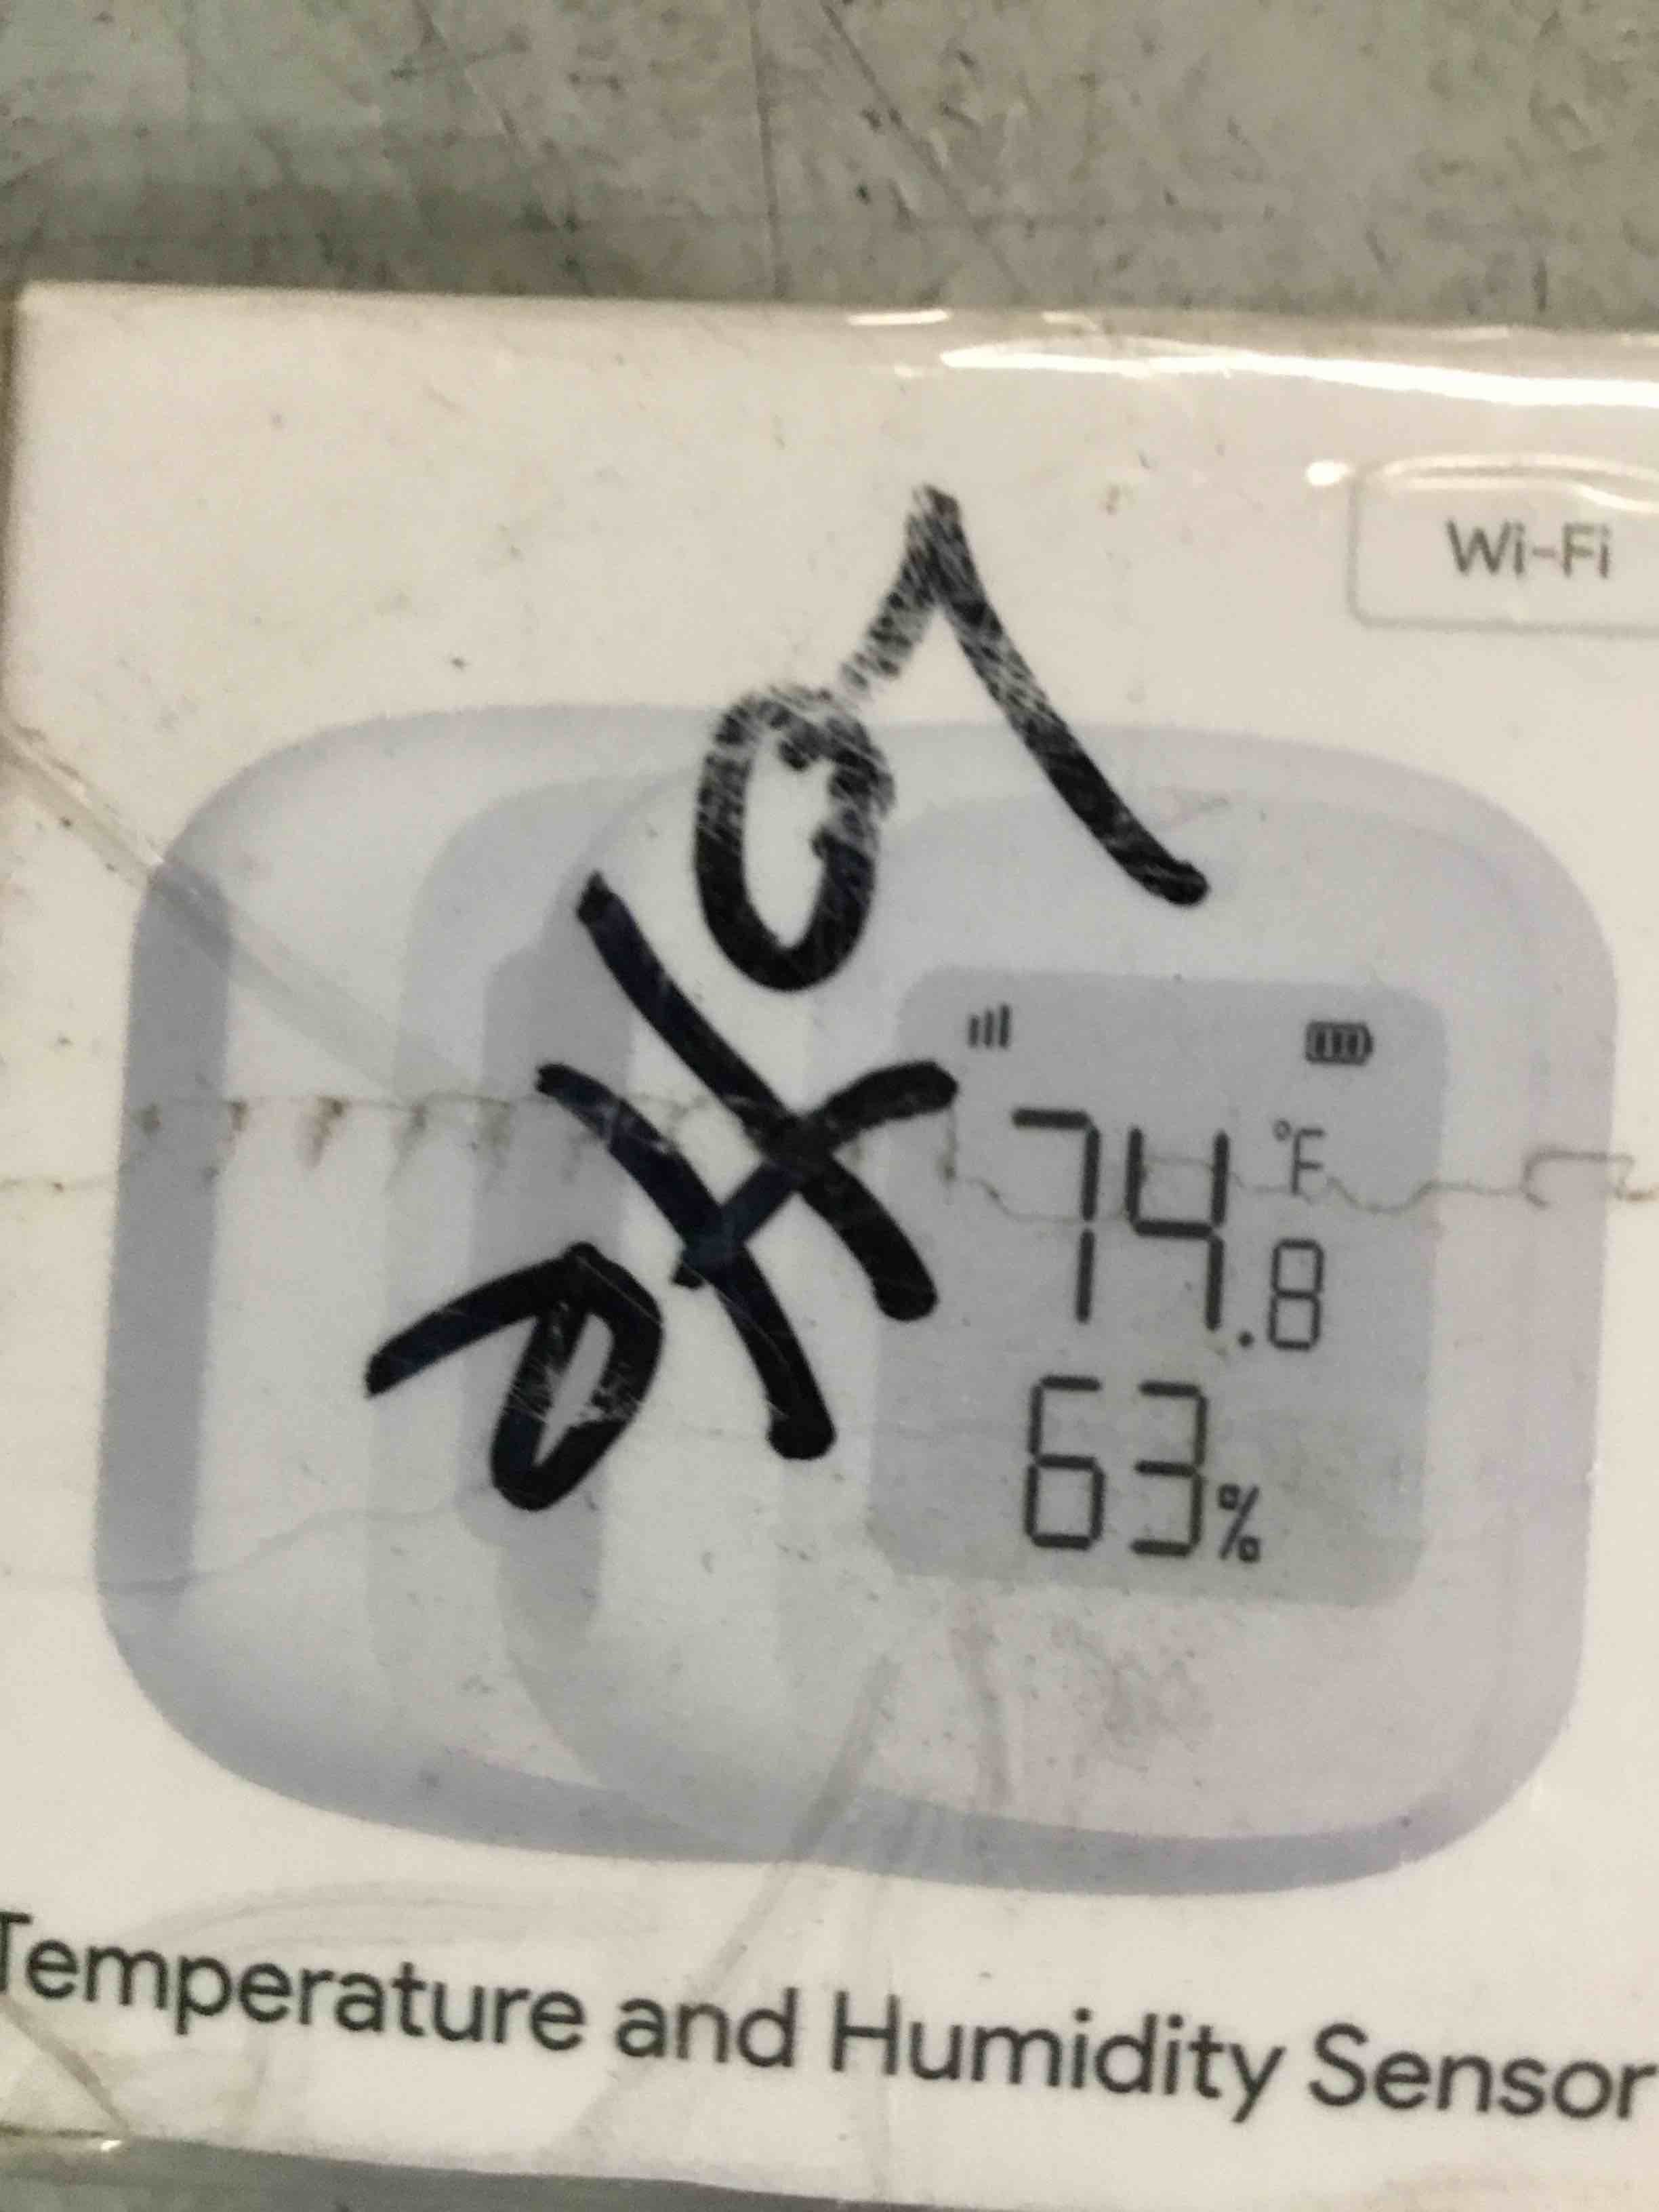 Wi-Fi
74.8 °F
63%
Temperature and Humidity Sensor